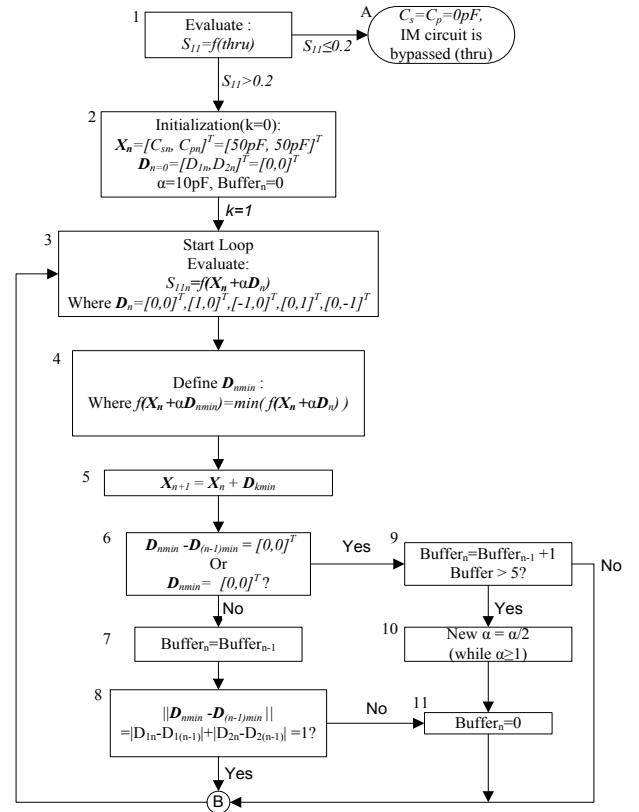 1
Evaluate :
S11=f(thru)
S11≤0.2
A
Cs=Cp=0pF,
IM circuit is
bypassed (thru)
S11>0.2
2
Initialization(k=0):
Xn=[Csn, Cpn]^T=[50pF, 50pF]^T
Dn=0=[D1n,D2n]^T=[0,0]^T
α=10pF, Buffern=0
k=1
3
Start Loop
Evaluate:
S11n=f(Xn+αDn)
Where Dn=[0,0]^T,[1,0]^T,[-1,0]^T,[0,1]^T,[0,-1]^T
4
Define Dnmin :
Where f(Xn+αDnmin)=min( f(Xn+αDn) )
5
Xn+1 = Xn + Dkmin
6
Dnmin -D(n-1)min = [0,0]^T
Or
Dnmin= [0,0]^T?
Yes
9
Buffern=Buffern-1 +1
Buffer > 5?
No
No
Yes
7
Buffern=Buffern-1
10
New α = α/2
(while α≥1)
8
||Dnmin -D(n-1)min ||
=|D1n-D1(n-1)|+|D2n-D2(n-1)| =1?
No
11
Buffern=0
Yes
B